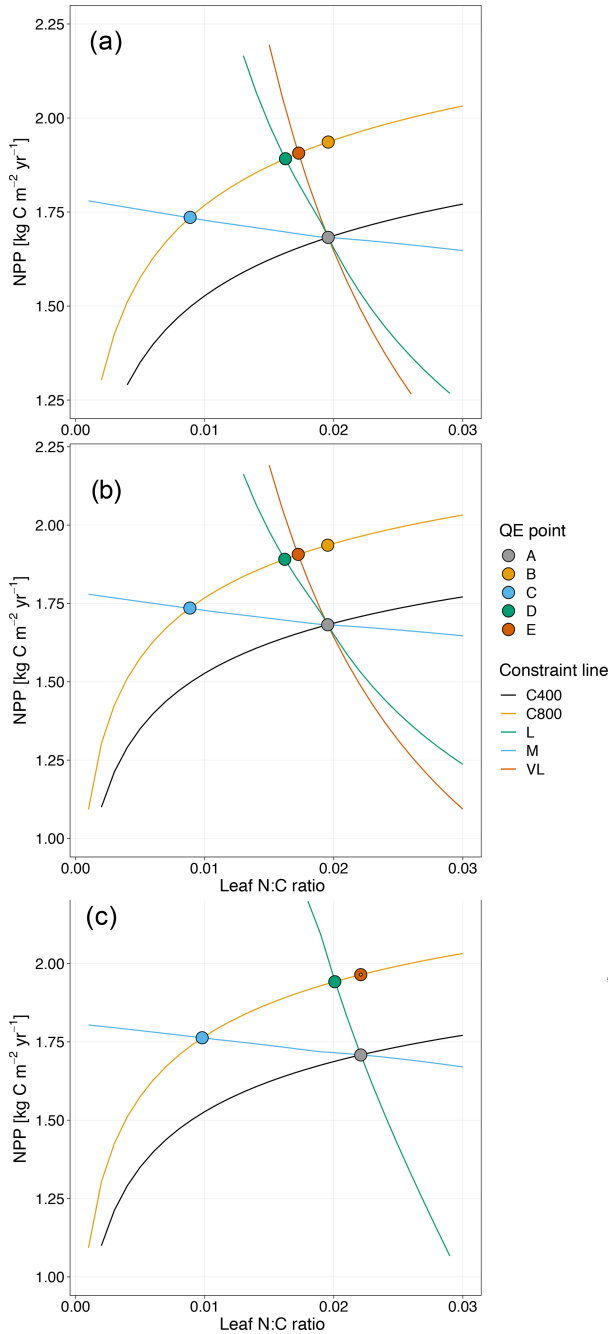 (a)
2.25
2.00
1.75
1.50
1.25
NPP [kg C m⁻² yr⁻¹]
0.00 0.01 0.02 0.03
(b)
2.25
2.00
1.75
1.50
1.25
1.00
NPP [kg C m⁻² yr⁻¹]
0.00 0.01 0.02 0.03
Leaf N:C ratio
QE point
A
B
C
D
E
Constraint line
C400
C800
L
M
VL
(c)
2.00
1.75
1.50
1.25
1.00
NPP [kg C m⁻² yr⁻¹]
0.00 0.01 0.02 0.03
Leaf N:C ratio